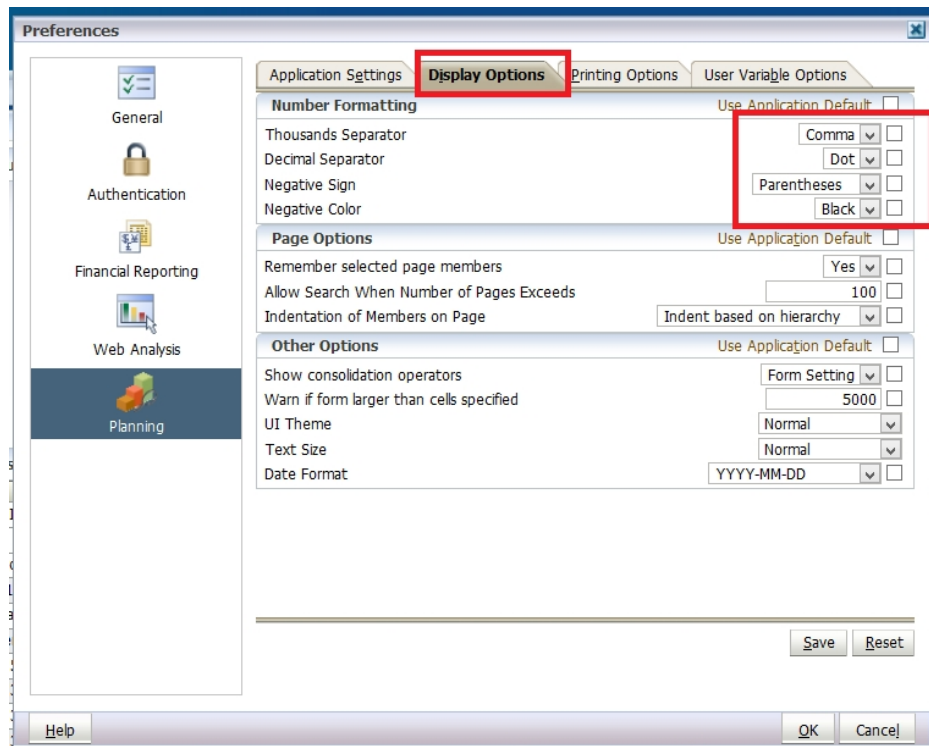 Preferences
General
Authentication
Financial Reporting
Web Analysis
Planning
Application Settings Display Options Printing Options User Variable Options
Number Formatting Use Application Default
Thousands Separator Comma
Decimal Separator Dot
Negative Sign Parentheses
Negative Color Black
Page Options Use Application Default
Remember selected page members Yes
Allow Search When Number of Pages Exceeds 100
Indentation of Members on Page Indent based on hierarchy
Other Options Use Application Default
Show consolidation operators Form Setting
Warn if form larger than cells specified 5000
UI Theme Normal
Text Size Normal
Date Format YYYY-MM-DD
Save Reset
Help OK Cancel